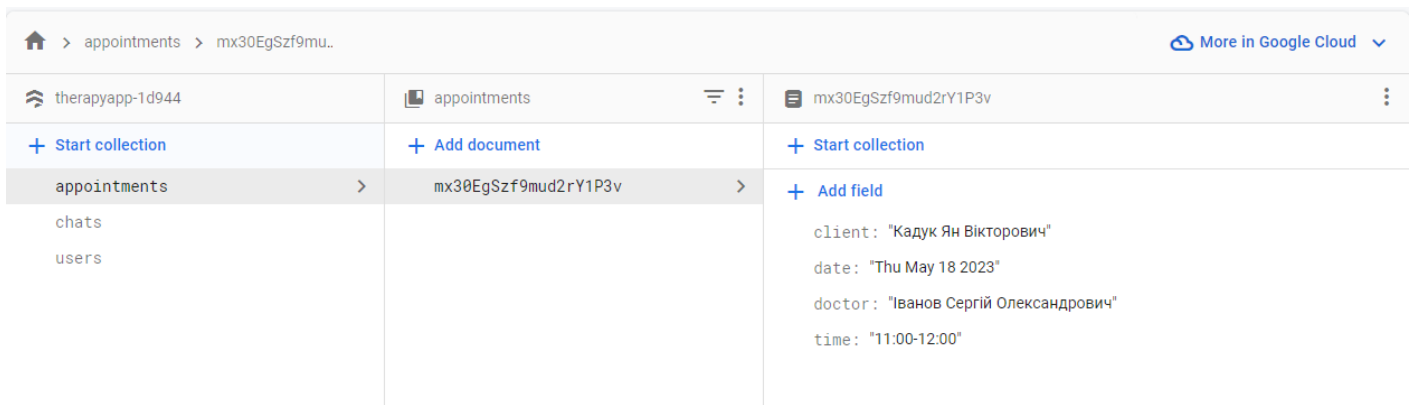 appointments > mx30EgSzf9mu..
More in Google Cloud
therapyapp-1d944
appointments
mx30EgSzf9mud2rY1P3v
+ Start collection
+ Add document
+ Start collection
appointments
mx30EgSzf9mud2rY1P3v
+ Add field
chats
users
client: "Кадук Ян Вікторович"
date: "Thu May 18 2023"
doctor: "Іванов Сергій Олександрович"
time: "11:00-12:00"